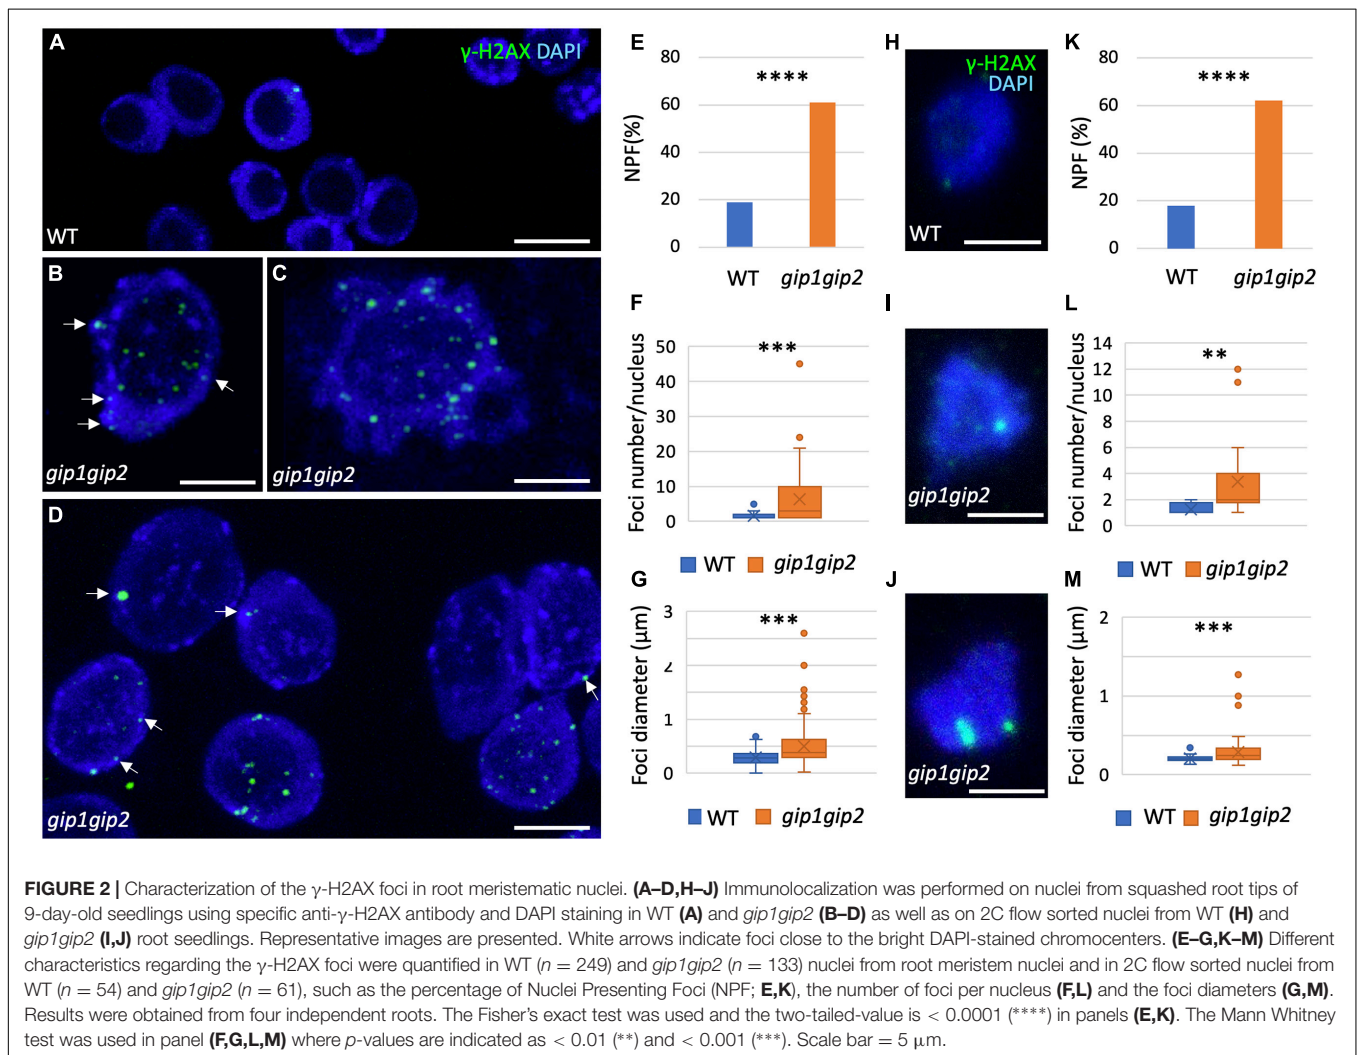 A
γ-H2AX DAPI
WT
B
gip1gip2
C
gip1gip2
D
gip1gip2
E
80
60
40
20
0
NPF(%)
****
WT gip1gip2
F
50
40
30
20
10
0
Foci number/nucleus
***
WT gip1gip2
G
3
2
1
0
Foci diameter (µm)
***
WT gip1gip2
H
γ-H2AX
DAPI
WT
I
gip1gip2
J
gip1gip2
K
80
60
40
20
0
NPF (%)
****
WT gip1gip2
L
14
12
10
8
6
4
2
0
Foci number/nucleus
**
WT gip1gip2
M
2
1
0
Foci diameter (µm)
***
WT gip1gip2
FIGURE 2 | Characterization of the γ-H2AX foci in root meristematic nuclei. (A–D,H–J) Immunolocalization was performed on nuclei from squashed root tips of
9-day-old seedlings using specific anti-γ-H2AX antibody and DAPI staining in WT (A) and gip1gip2 (B–D) as well as on 2C flow sorted nuclei from WT (H) and
gip1gip2 (I,J) root seedlings. Representative images are presented. White arrows indicate foci close to the bright DAPI-stained chromocenters. (E–G,K–M) Different
characteristics regarding the γ-H2AX foci were quantified in WT (n = 249) and gip1gip2 (n = 133) nuclei from root meristem nuclei and in 2C flow sorted nuclei from
WT (n = 54) and gip1gip2 (n = 61), such as the percentage of Nuclei Presenting Foci (NPF; E,K), the number of foci per nucleus (F,L) and the foci diameters (G,M).
Results were obtained from four independent roots. The Fisher's exact test was used and the two-tailed-value is < 0.0001 (****) in panels (E,K). The Mann Whitney
test was used in panel (F,G,L,M) where p-values are indicated as < 0.01 (**) and < 0.001 (***). Scale bar = 5 µm.